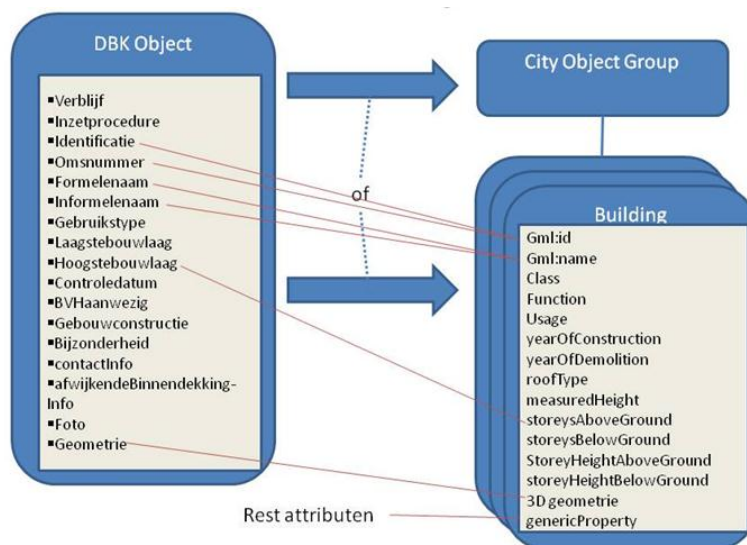 DBK Object
▪Verblijf
▪Inzetprocedure
▪Identificatie
▪Omsnummer
▪Formelenaam
▪Informelenaam
▪Gebruikstype
▪Laagstebouwlaag
▪Hoogstebouwlaag
▪Controledatum
▪BVHaanwezig
▪Gebouwconstructie
▪Bijzonderheid
▪contactInfo
▪afwijkendeBinnendekking-
Info
▪Foto
▪Geometrie
of
City Object Group
Building
Gml:id
Gml:name
Class
Function
Usage
yearOfConstruction
yearOfDemolition
roofType
measuredHeight
storeysAboveGround
storeysBelowGround
StoreyHeightAboveGround
storeyHeightBelowGround
3D geometrie
genericProperty
Rest attributen